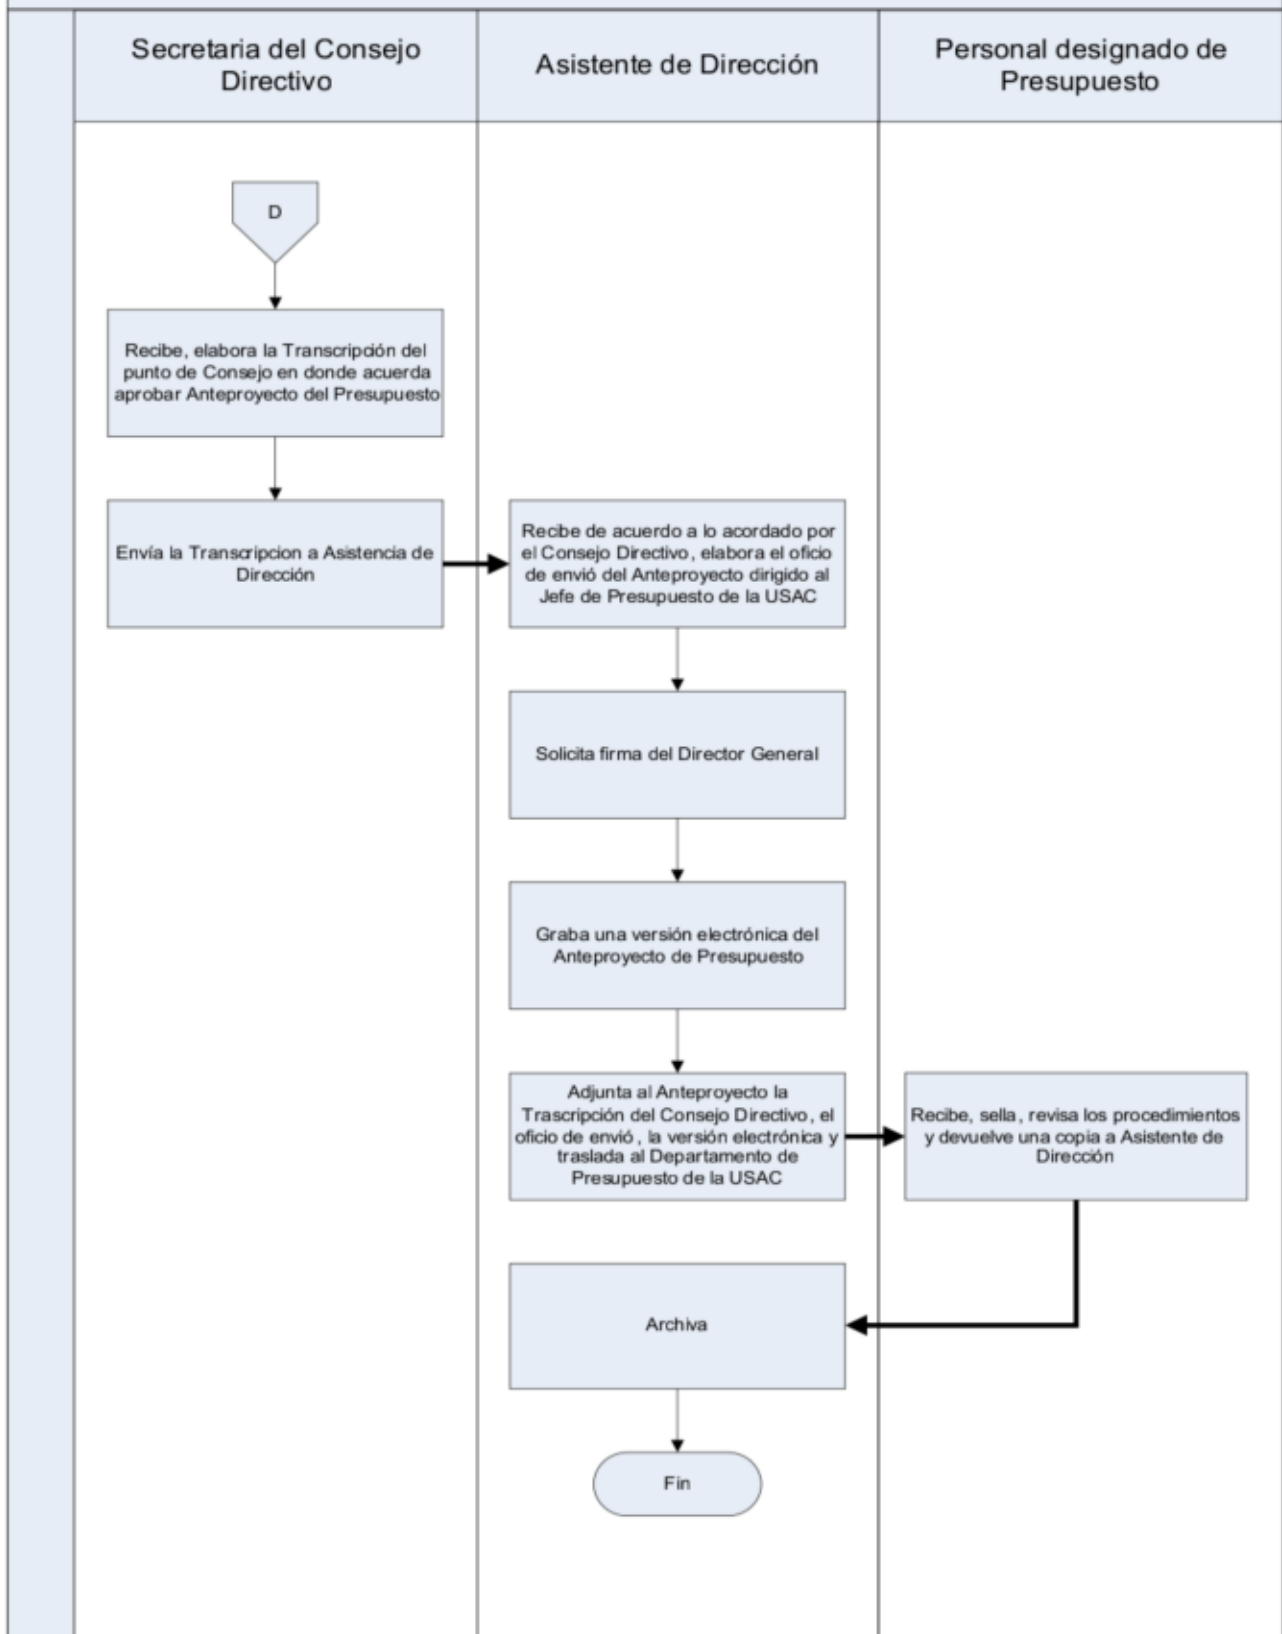 Secretaria del Consejo
Directivo
Asistente de Dirección
Personal designado de
Presupuesto
D
Recibe, elabora la Transcripción del
punto de Consejo en donde acuerda
aprobar Anteproyecto del Presupuesto
Envía la Transcripcion a Asistencia de
Dirección
Recibe de acuerdo a lo acordado por
el Consejo Directivo, elabora el oficio
de envió del Anteproyecto dirigido al
Jefe de Presupuesto de la USAC
Solicita firma del Director General
Graba una versión electrónica del
Anteproyecto de Presupuesto
Adjunta al Anteproyecto la
Trascripción del Consejo Directivo, el
oficio de envió, la versión electrónica y
traslada al Departamento de
Presupuesto de la USAC
Recibe, sella, revisa los procedimientos
y devuelve una copia a Asistente de
Dirección
Archiva
Fin